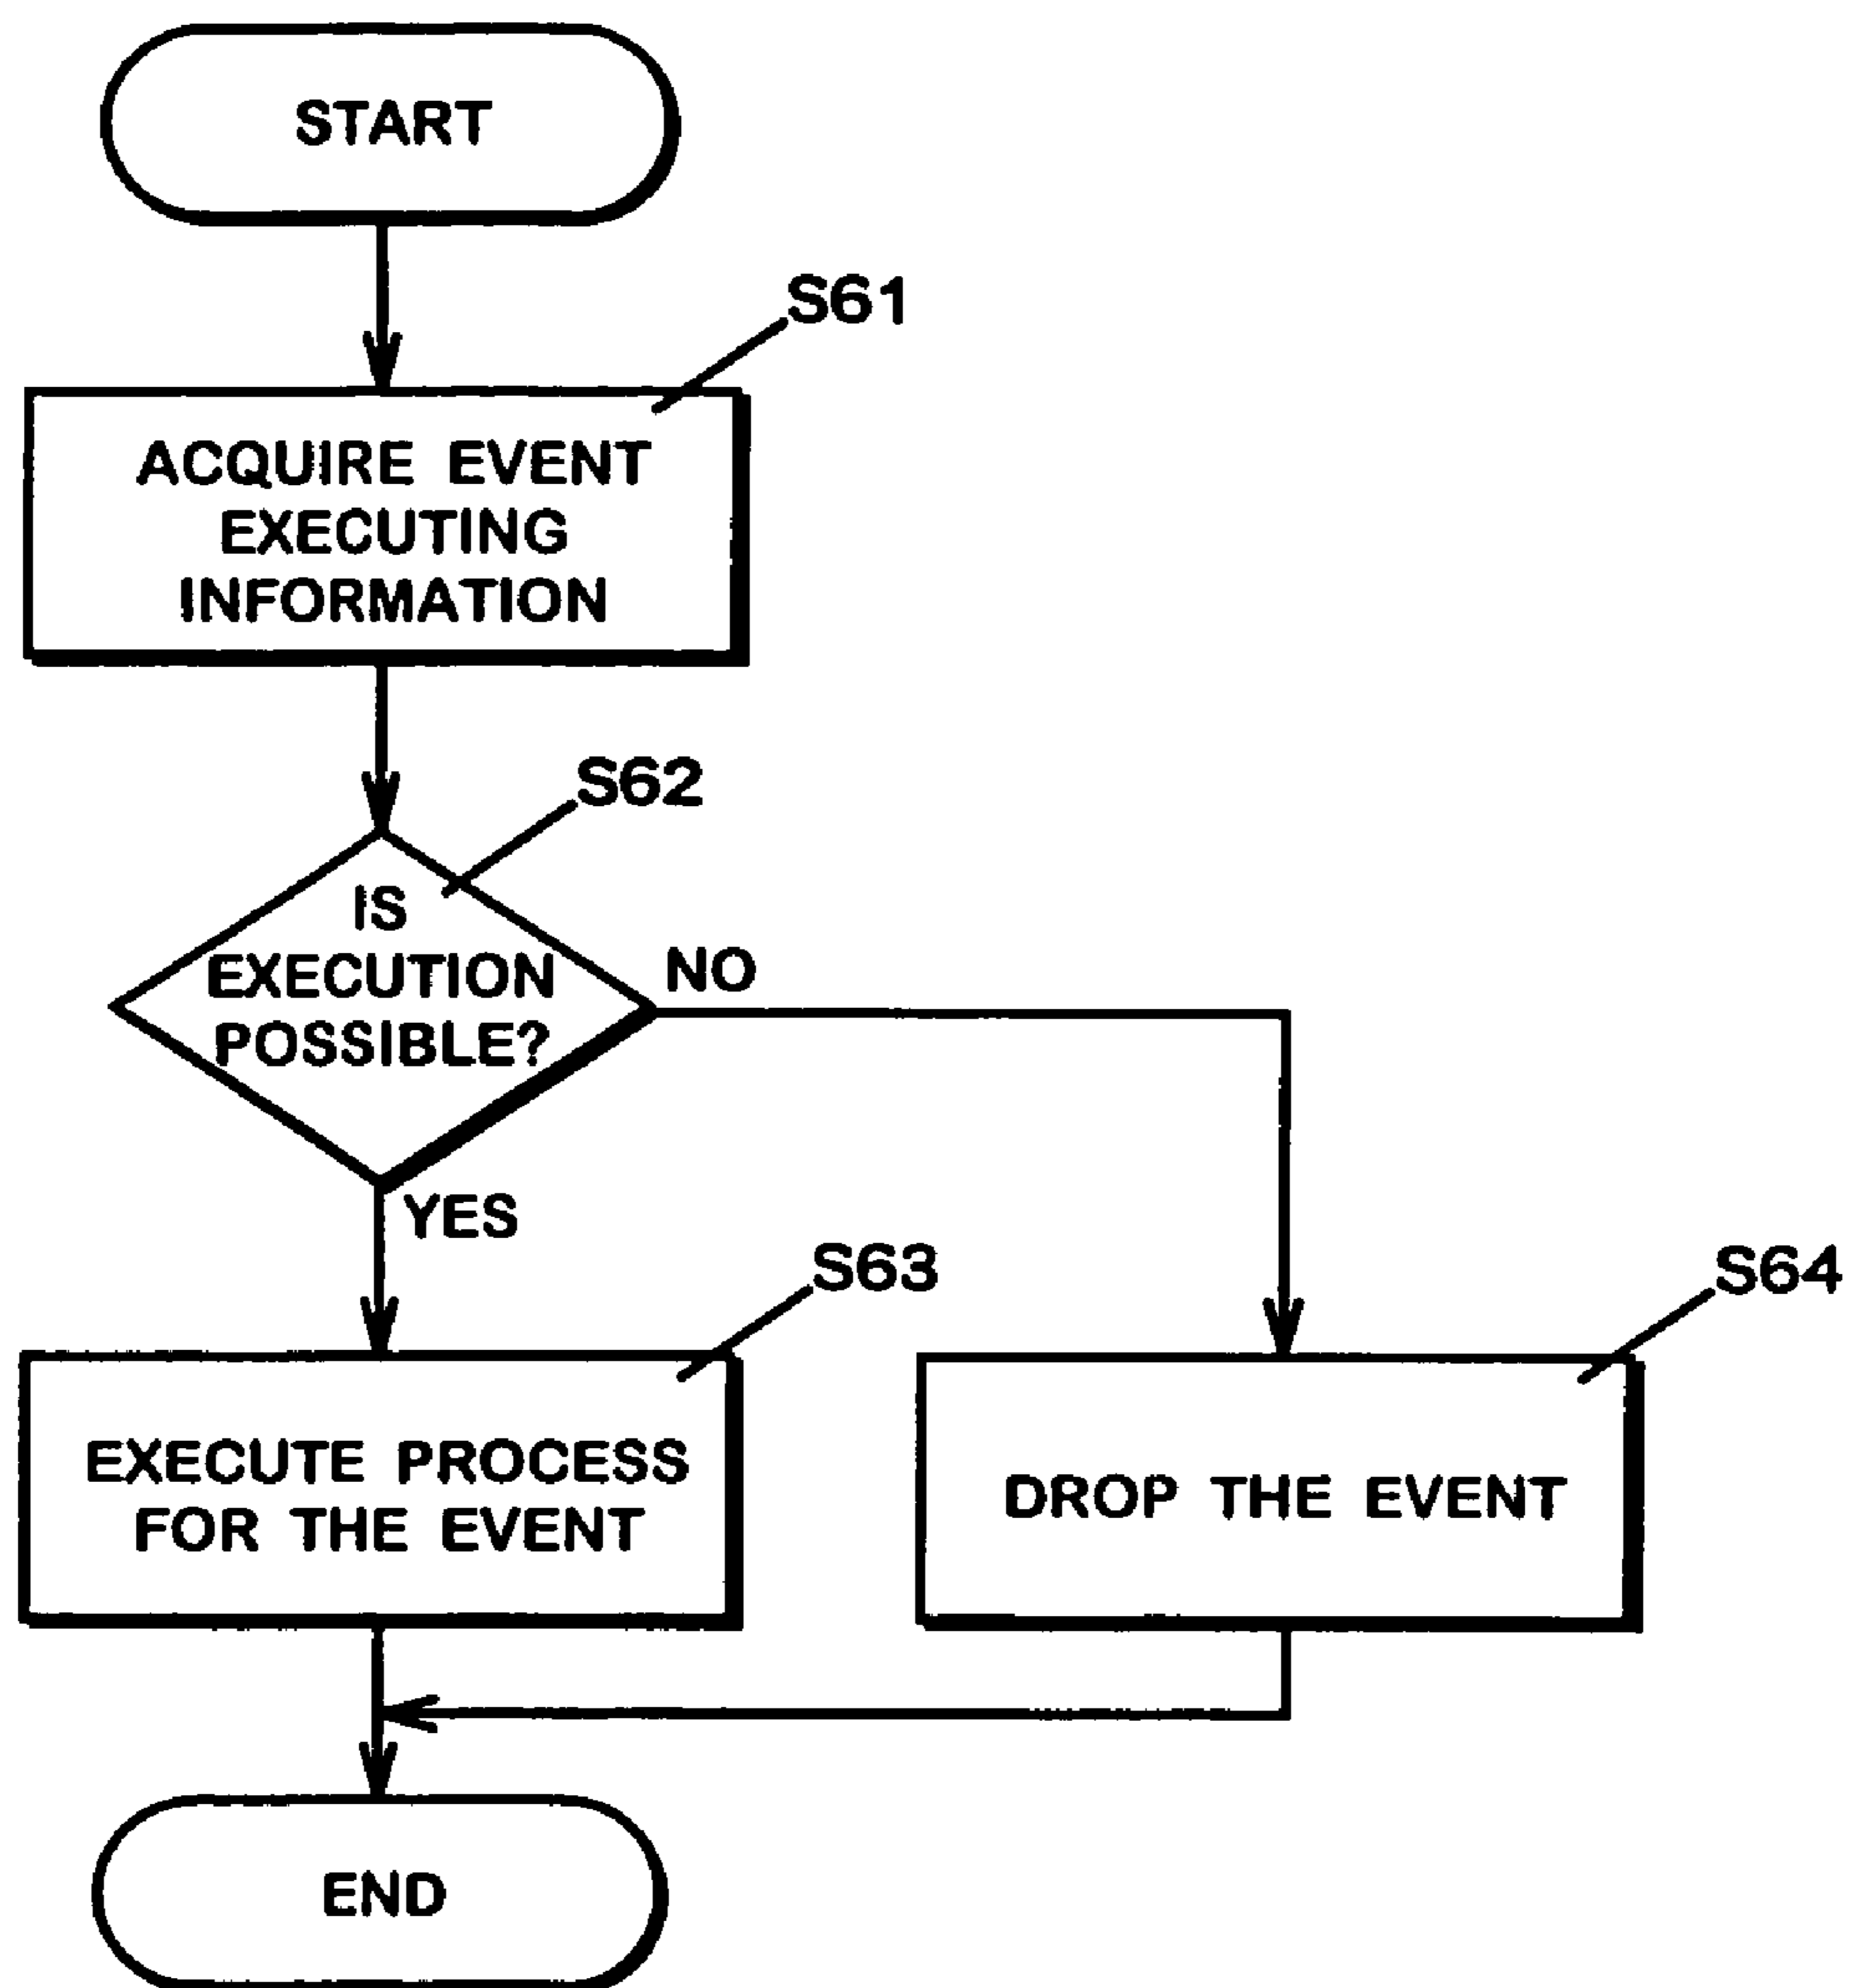 START
S61
ACQUIRE EVENT
EXECUTING
INFORMATION
S62
IS
EXECUTION
POSSIBLE?
NO
YES
S63
S64
EXECUTE PROCESS
FOR THE EVENT
DROP THE EVENT
END